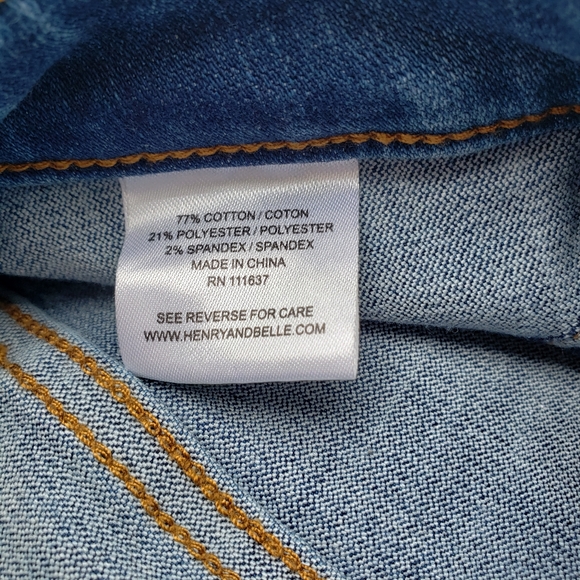 77% COTTON / COTON
21% POLYESTER / POLYESTER
2% SPANDEX / SPANDEX
MADE IN CHINA
RN 111637
SEE REVERSE FOR CARE
WWW.HENRYANDBELLE.COM